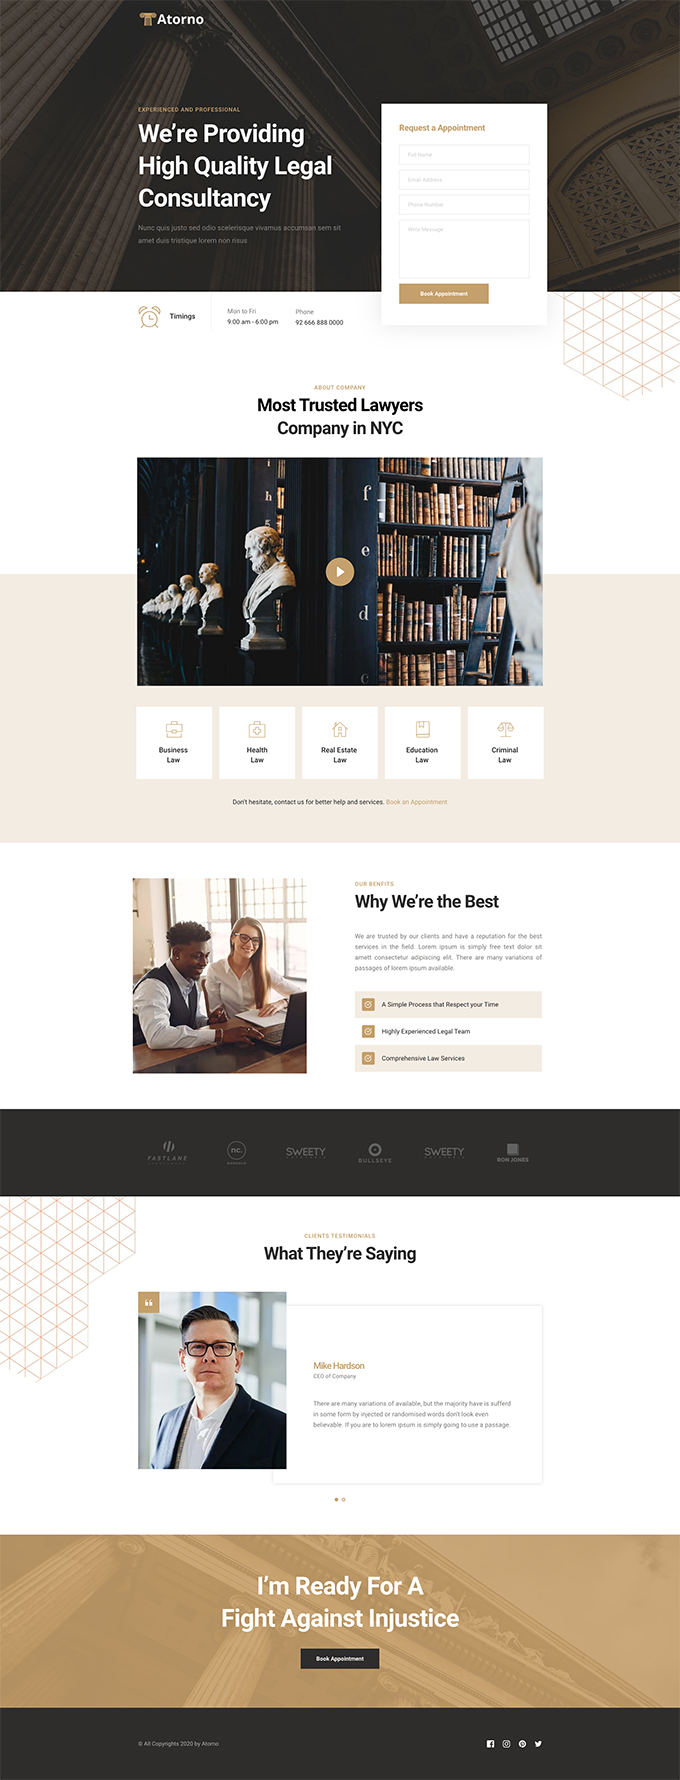 Atorno
EXPERIENCED AND PROFESSIONAL
We're Providing
High Quality Legal
Consultancy
Nunc quis justo sed odio scelerisque vivamus accumsan sem sit
amet duis tristique lorem non risus
Request a Appointment
Full Name
Email Address
Phone Number
Write Message
Book Appointment
Timings
Mon to Fri
9:00 am - 6:00 pm
Phone
92 666 888 0000
ABOUT COMPANY
Most Trusted Lawyers
Company in NYC
Business
Law
Health
Law
Real Estate
Law
Education
Law
Criminal
Law
Don't hesitate, contact us for better help and services. Book an Appointment
OUR BENFITS
Why We're the Best
We are trusted by our clients and have a reputation for the best
services in the field. Lorem ipsum is simply free text dolor sit
amett consectetur adipiscing elit. There are many variations of
passages of lorem ipsum available.
A Simple Process that Respect your Time
Highly Experienced Legal Team
Comprehensive Law Services
FASTLANE
nc.
SWEETY
BULLSEYE
SWEETY
RON JONES
CLIENTS TESTIMONIALS
What They're Saying
Mike Hardson
CEO of Company
There are many variations of available, but the majority have is sufferd
in some form by injected or randomised words don't look even
believable. If you are to lorem ipsum is simply going to use a passage.
I'm Ready For A
Fight Against Injustice
Book Appointment
© All Copyrights 2020 by Atorno